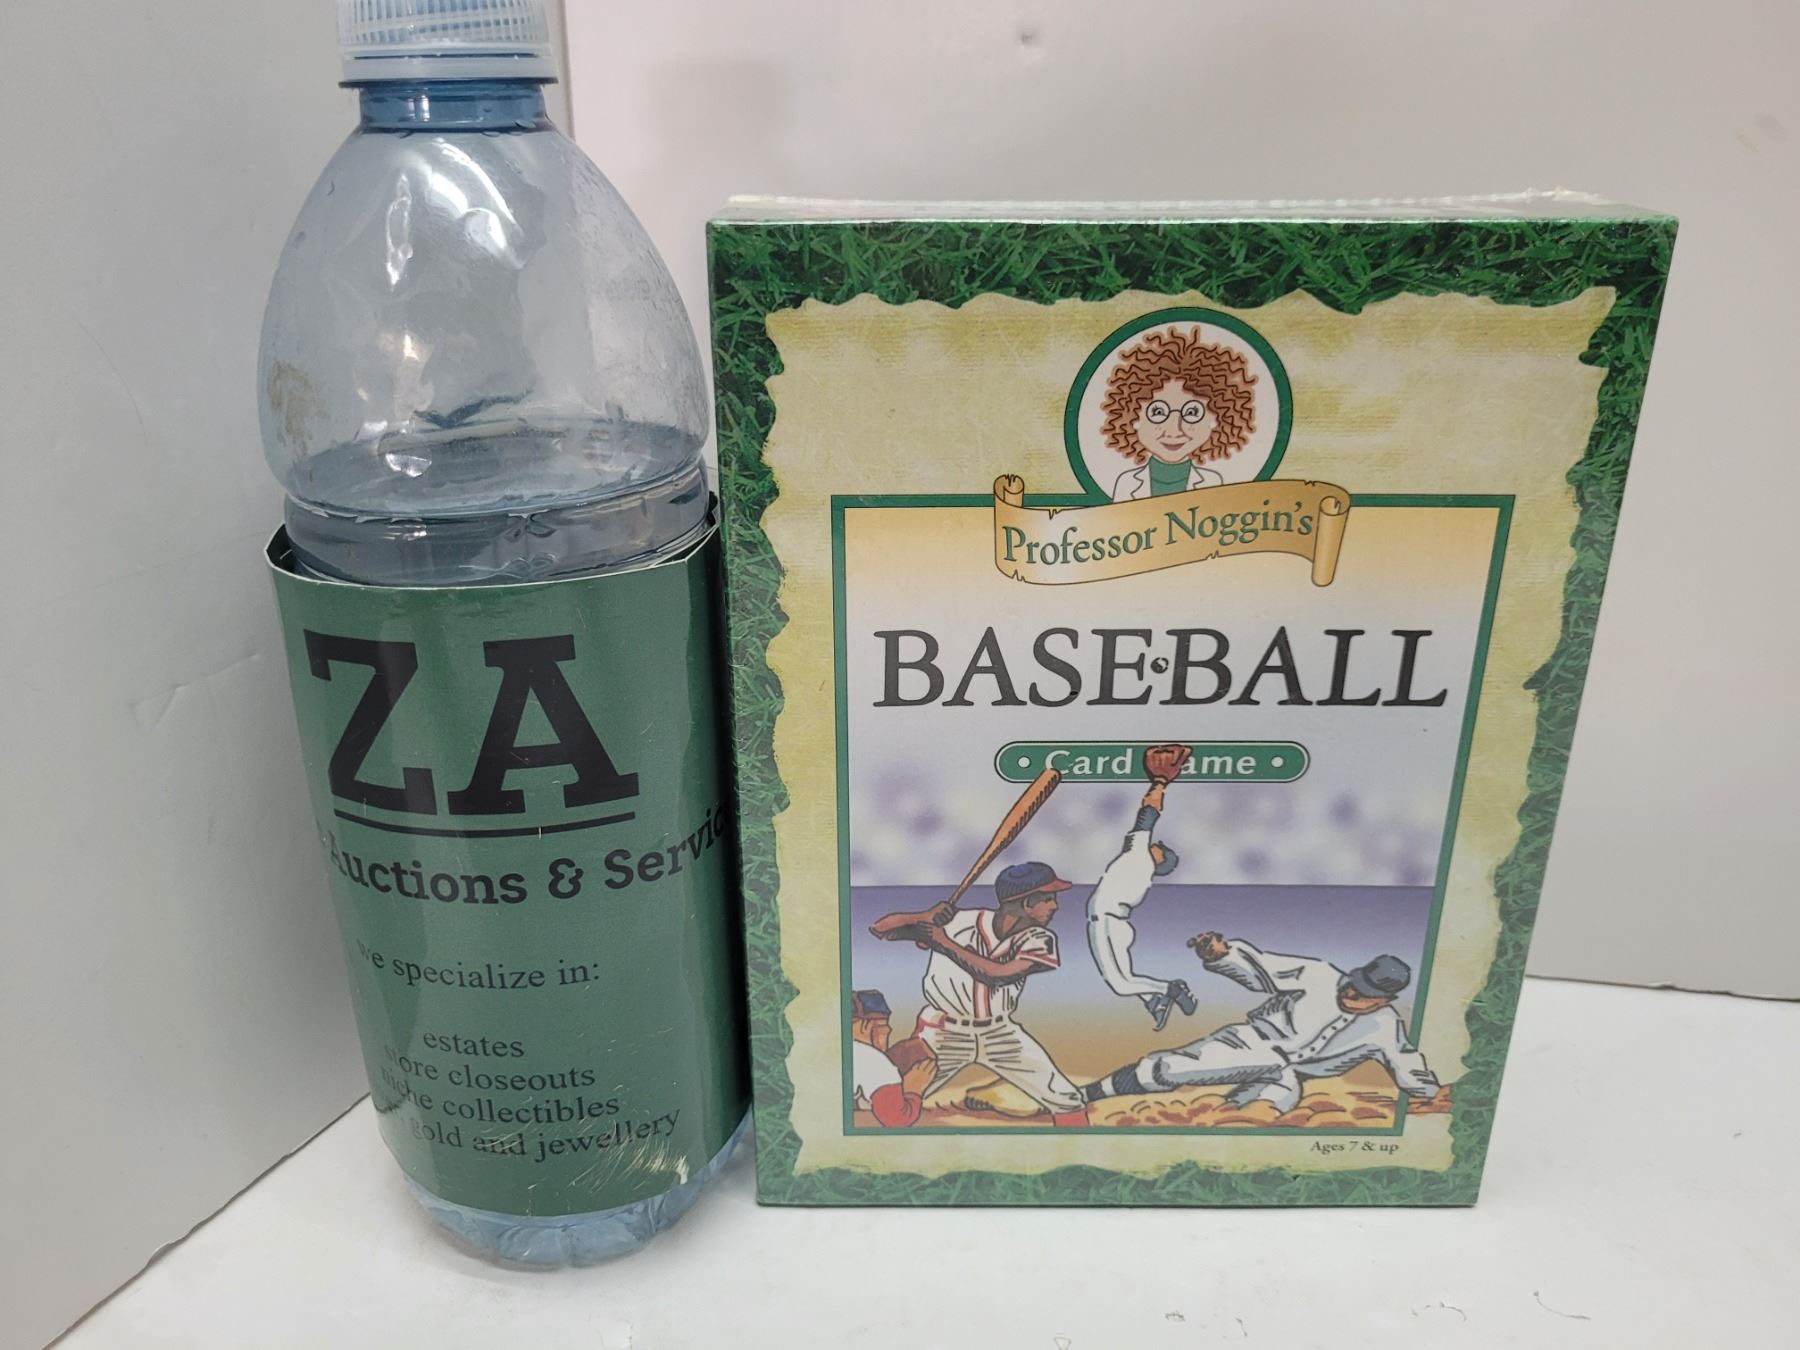 ZA
Auctions & Servic
we specialize in:
estates
store closeouts
niche collectibles
gold and jewellery
Professor Noggin's
BASE•BALL
• Card Game •
Ages 7 & up